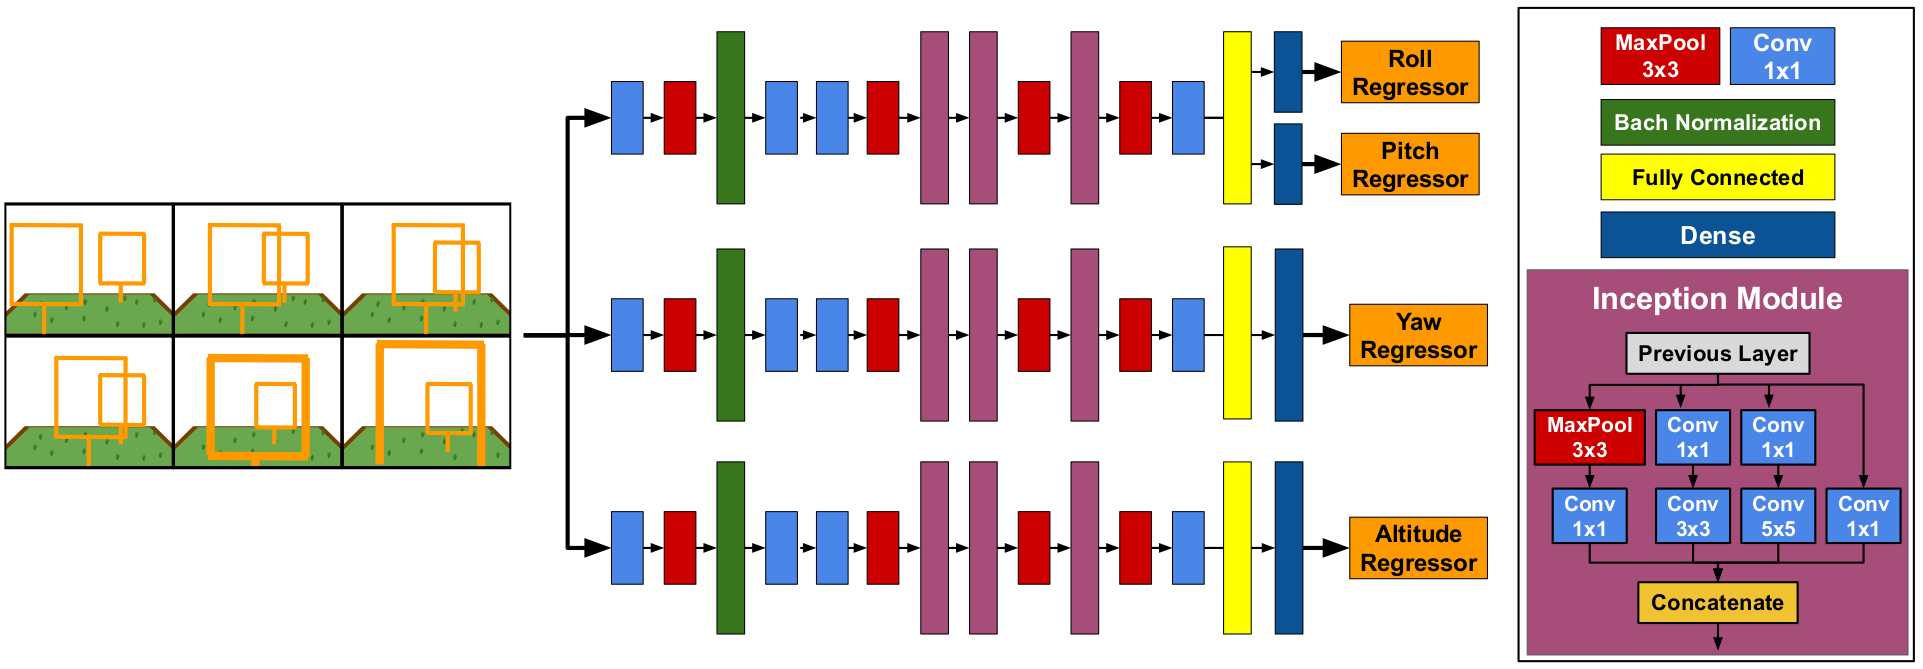 Roll
Regressor
Pitch
Regressor
Yaw
Regressor
Altitude
Regressor
MaxPool
3x3
Conv
1x1
Bach Normalization
Fully Connected
Dense
Inception Module
Previous Layer
MaxPool
3x3
Conv
1x1
Conv
1x1
Conv
1x1
Conv
3x3
Conv
5x5
Conv
1x1
Concatenate